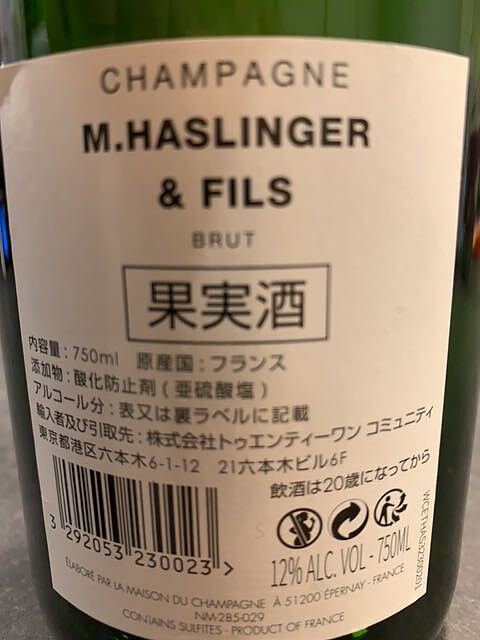 CHAMPAGNE
M.HASLINGER
& FILS
BRUT
果実酒
内容量：750ml　原産国：フランス
添加物：酸化防止剤（亜硫酸塩）
アルコール分：表又は裏ラベルに記載
輸入者及び引取先：株式会社トゥエンティーワン コミュニティ
東京都港区六本木6-1-12　21六本木ビル6F
飲酒は20歳になってから
3 292053 230023 >
12% ALC. VOL - 750ML
WCETHAS32300201
ÉLABORÉ PAR LA MAISON DU CHAMPAGNE À 51200 ÉPERNAY - FRANCE
NM-285-029
CONTAINS SULFITES - PRODUCT OF FRANCE